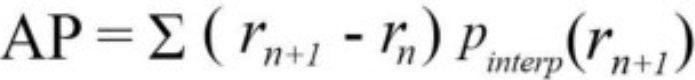 AP = Σ ( r_{n+1} - r_n ) p_{interp}(r_{n+1})